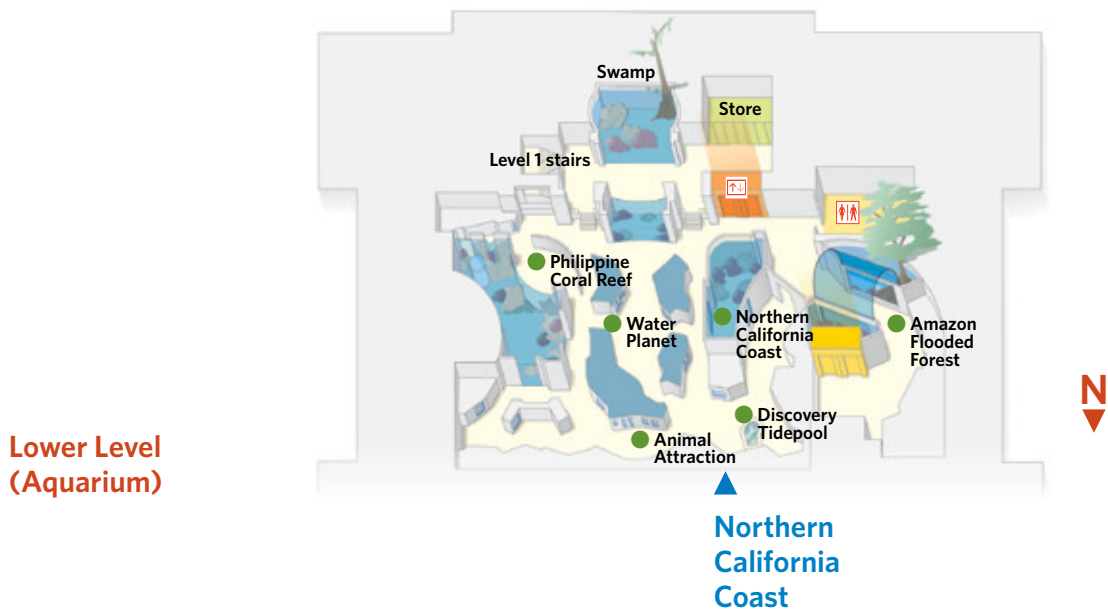 Swamp
Store
Level 1 stairs
Philippine
Coral Reef
Water
Planet
Northern
California
Coast
Amazon
Flooded
Forest
N
Discovery
Tidepool
Animal
Attraction
Lower Level
(Aquarium)
Northern
California
Coast